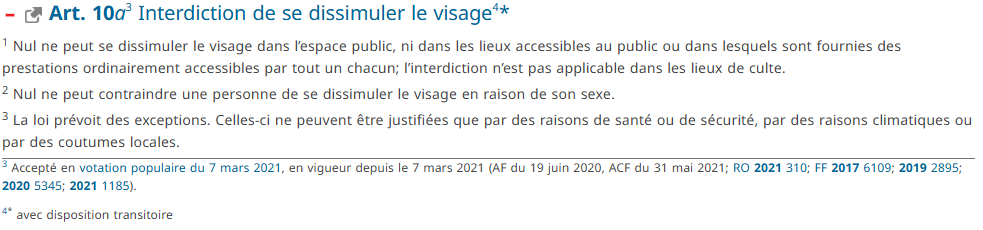 – Art. 10a3 Interdiction de se dissimuler le visage4*
1 Nul ne peut se dissimuler le visage dans l'espace public, ni dans les lieux accessibles au public ou dans lesquels sont fournies des
prestations ordinairement accessibles par tout un chacun; l'interdiction n'est pas applicable dans les lieux de culte.
2 Nul ne peut contraindre une personne de se dissimuler le visage en raison de son sexe.
3 La loi prévoit des exceptions. Celles-ci ne peuvent être justifiées que par des raisons de santé ou de sécurité, par des raisons climatiques ou
par des coutumes locales.
3 Accepté en votation populaire du 7 mars 2021, en vigueur depuis le 7 mars 2021 (AF du 19 juin 2020, ACF du 31 mai 2021; RO 2021 310; FF 2017 6109; 2019 2895;
2020 5345; 2021 1185).
4* avec disposition transitoire